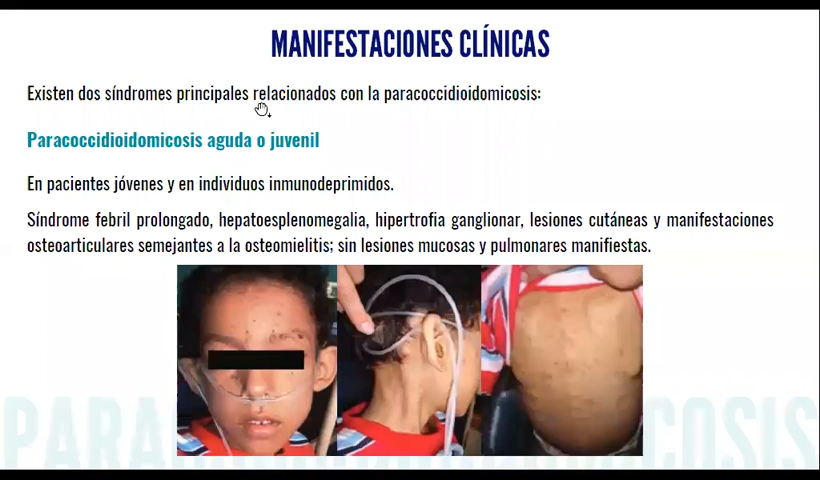 MANIFESTACIONES CLÍNICAS
Existen dos síndromes principales relacionados con la paracoccidioidomicosis:
Paracoccidioidomicosis aguda o juvenil
En pacientes jóvenes y en individuos inmunodeprimidos.
Síndrome febril prolongado, hepatoesplenomegalia, hipertrofia ganglionar, lesiones cutáneas y manifestaciones
osteoarticulares semejantes a la osteomielitis; sin lesiones mucosas y pulmonares manifiestas.